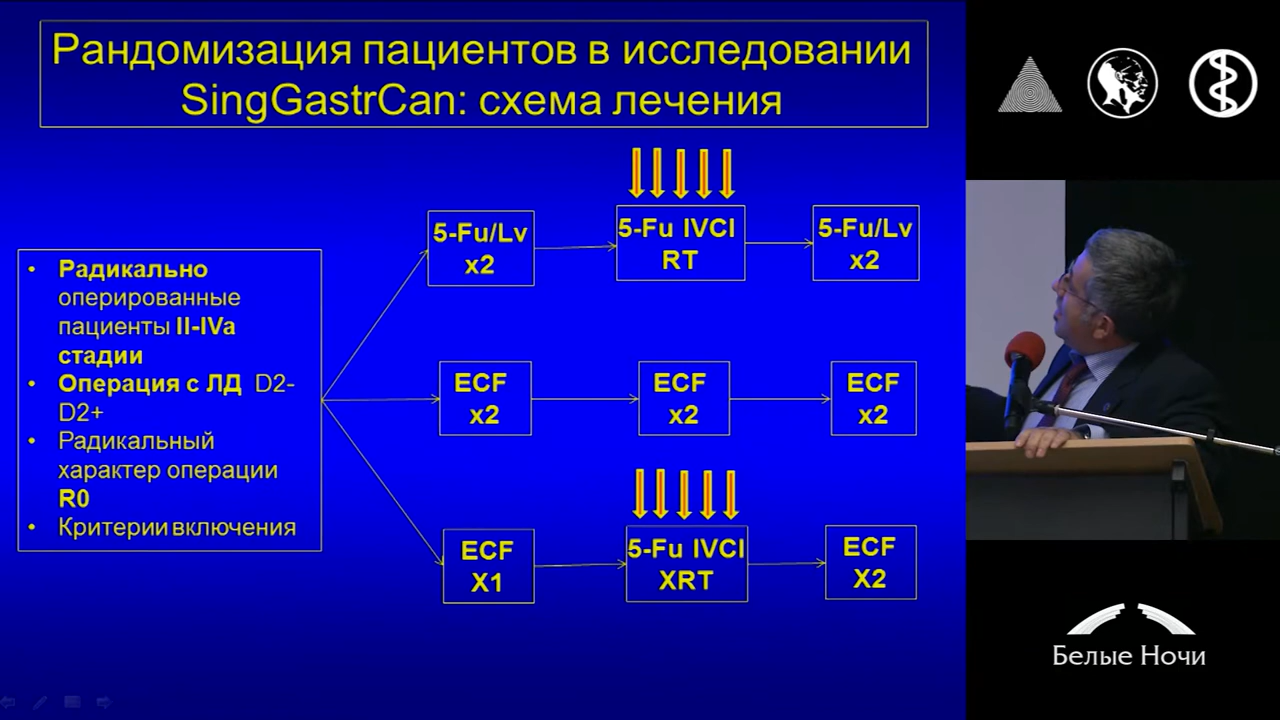 Рандомизация пациентов в исследовании
SingGastrCan: схема лечения
• Радикально
оперированные
пациенты II-IVa
стадии
• Операция с ЛД D2-
D2+
• Радикальный
характер операции
R0
• Критерии включения
5-Fu/Lv
x2
5-Fu IVCI
RT
5-Fu/Lv
x2
ECF
x2
ECF
x2
ECF
x2
ECF
X1
5-Fu IVCI
XRT
ECF
X2
Белые Ночи